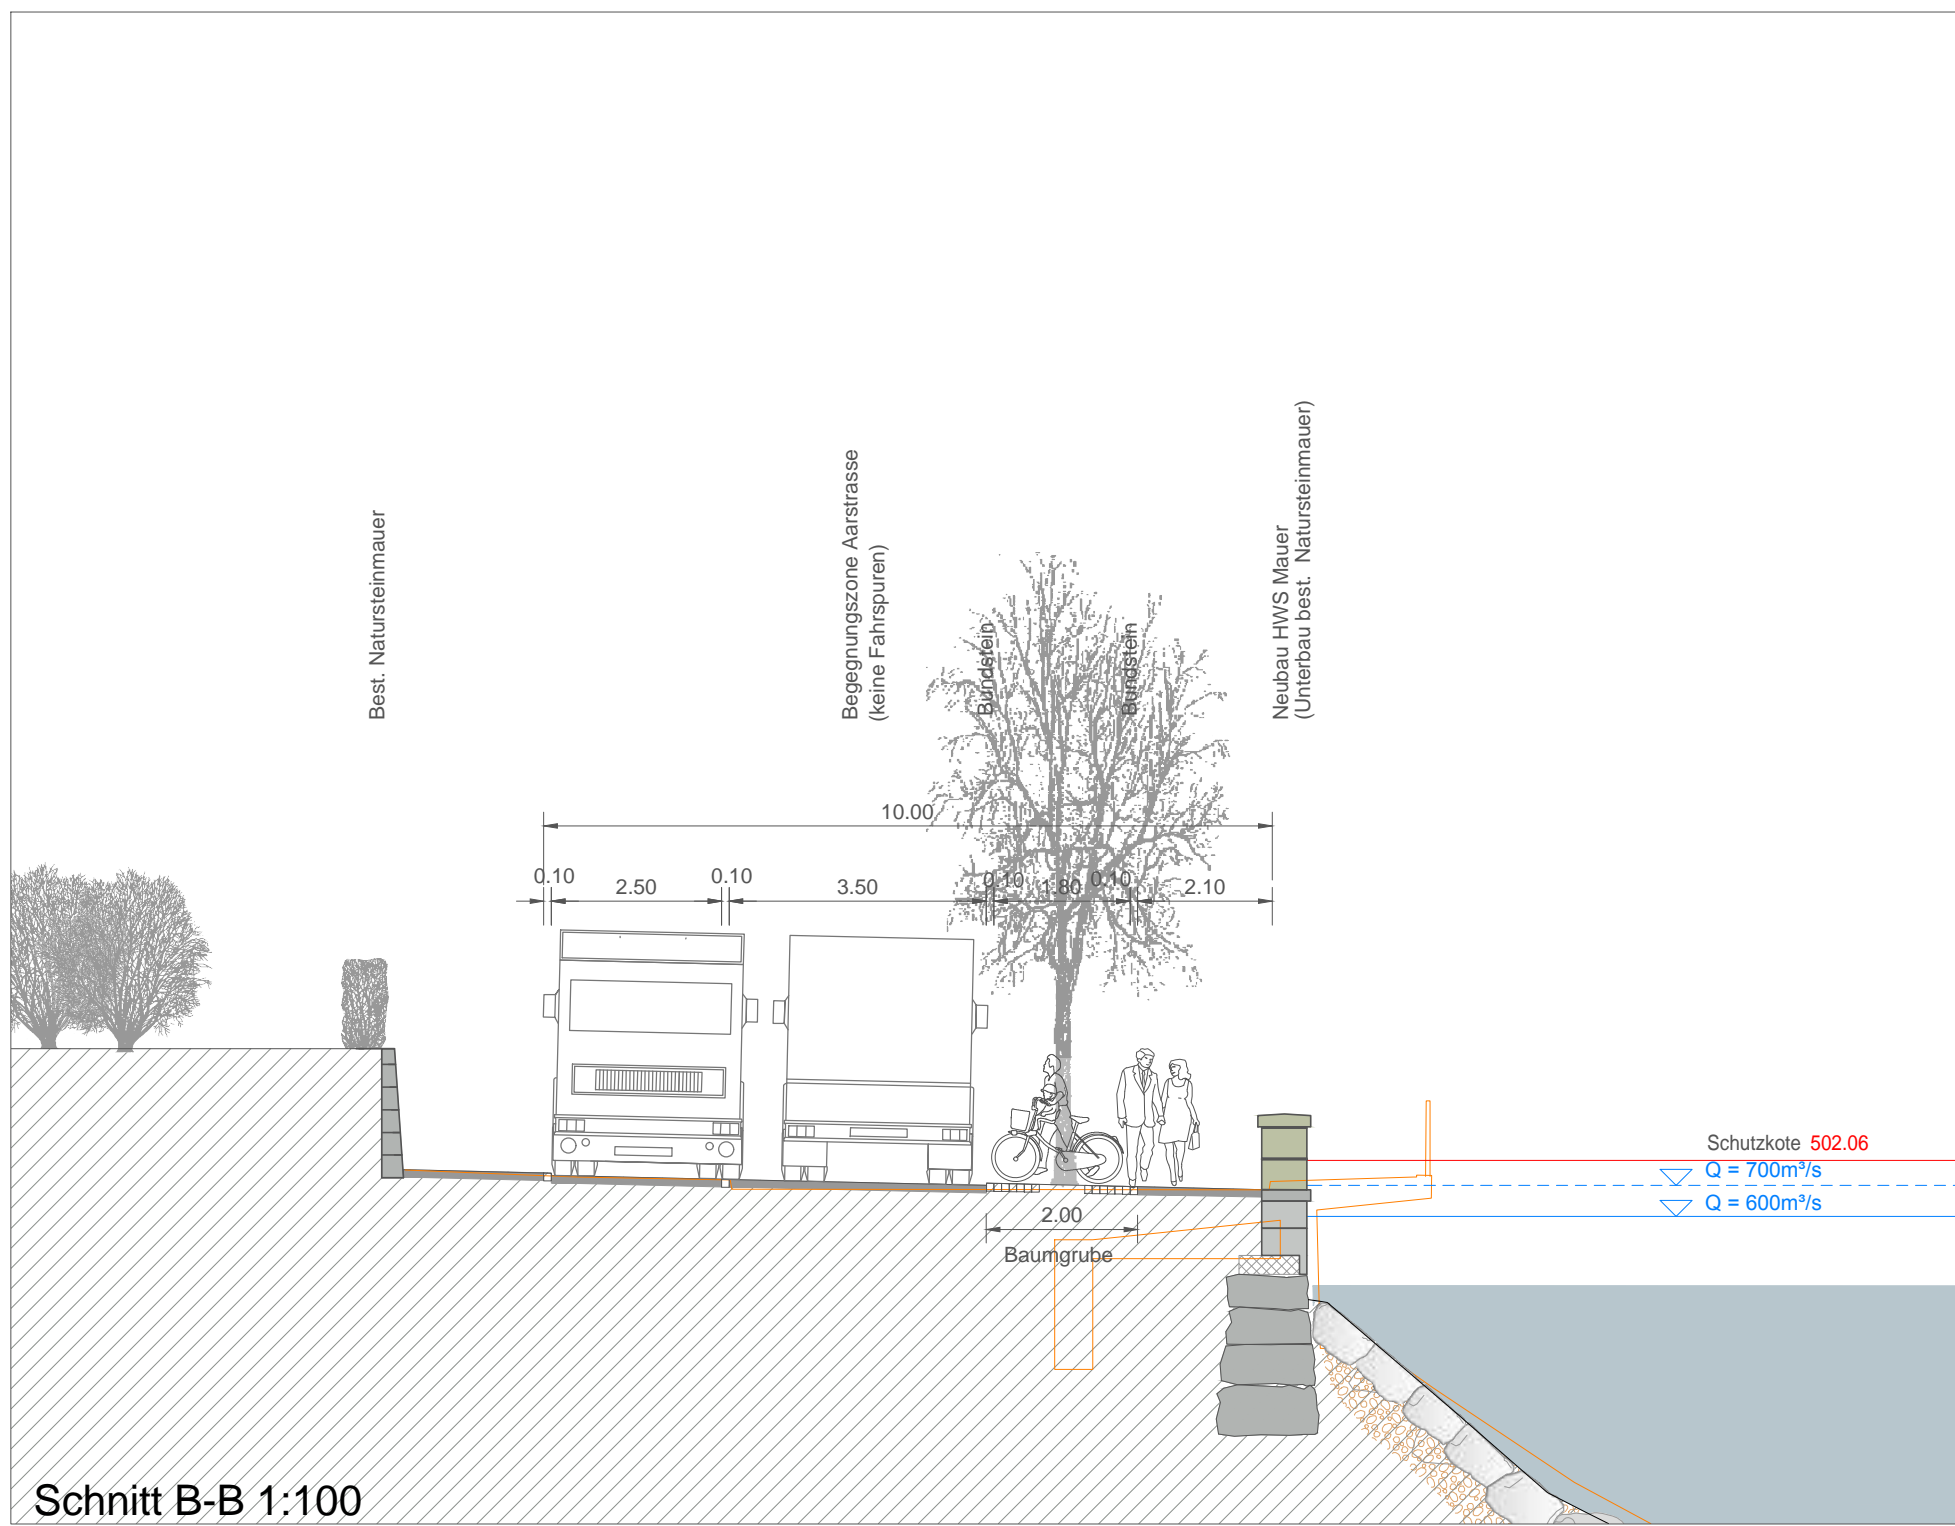 Best. Natursteinmauer
Begegnungszone Aarstrasse
(keine Fahrspuren)
Bundstein
Bundstein
Neubau HWS Mauer
(Unterbau best. Natursteinmauer)
10.00
0.10
2.50
0.10
3.50
0.10
1.80
0.10
2.10
Schutzkote 502.06
Q = 700m³/s
Q = 600m³/s
2.00
Baumgrube
Schnitt B-B 1:100